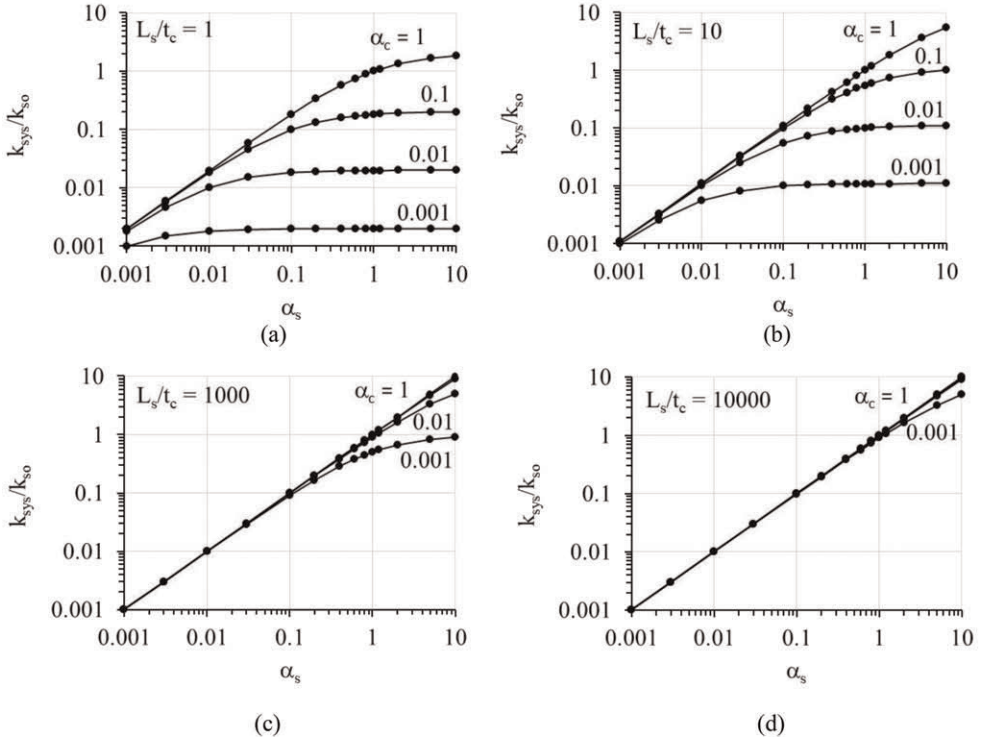 L_s/t_c = 1
α_c = 1
0.1
0.01
0.001
10
1
0.1
0.01
0.001
k_sys/k_so
0.001 0.01 0.1 1 10
α_s
(a)
L_s/t_c = 10
α_c = 1
0.1
0.01
0.001
10
1
0.1
0.01
0.001
k_sys/k_so
0.001 0.01 0.1 1 10
α_s
(b)
L_s/t_c = 1000
α_c = 1
0.01
0.001
10
1
0.1
0.01
0.001
k_sys/k_so
0.001 0.01 0.1 1 10
α_s
(c)
L_s/t_c = 10000
α_c = 1
0.001
10
1
0.1
0.01
0.001
k_sys/k_so
0.001 0.01 0.1 1 10
α_s
(d)